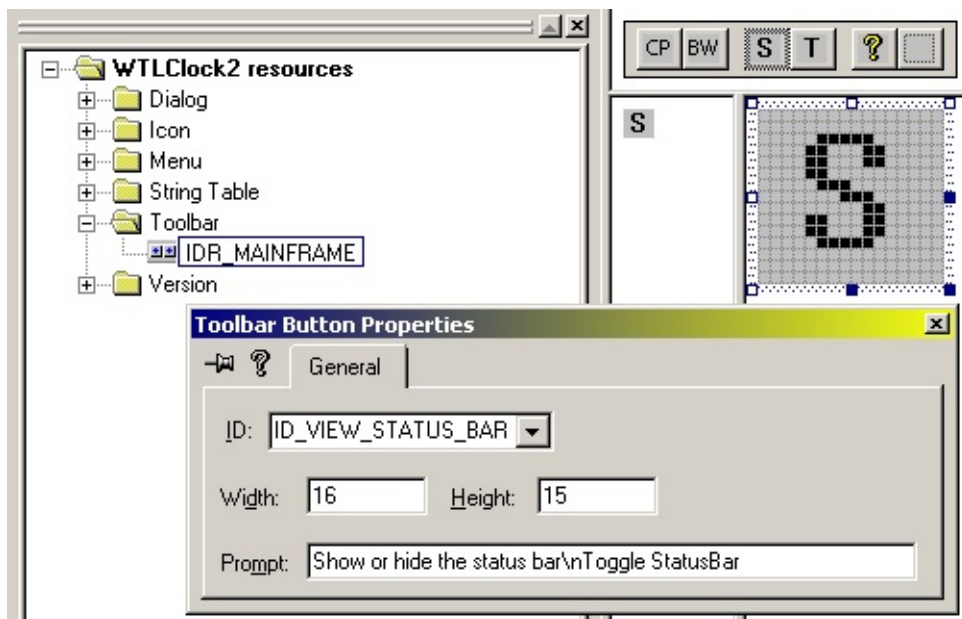 WTLClock2 resources
Dialog
Icon
Menu
String Table
Toolbar
IDR_MAINFRAME
Version
CP BW S T ?
S
S
Toolbar Button Properties
? General
ID: ID_VIEW_STATUS_BAR
Width: 16 Height: 15
Prompt: Show or hide the status bar\nToggle StatusBar